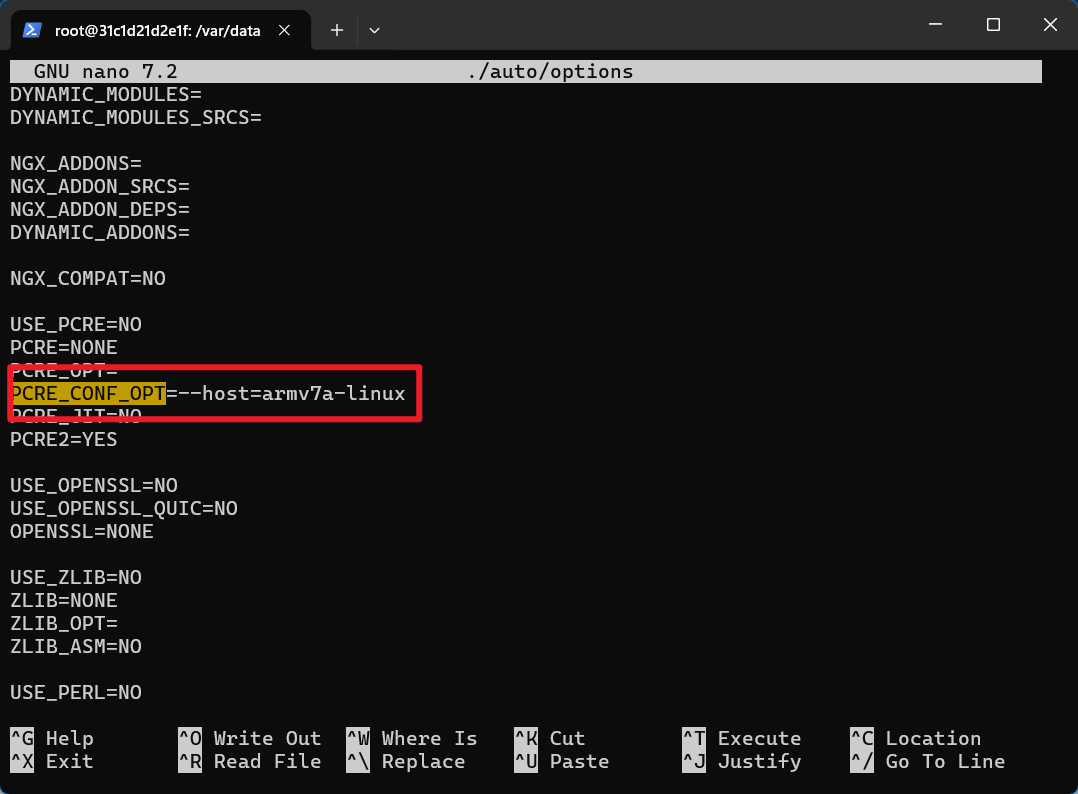 root@31c1d21d2e1f: /var/data
GNU nano 7.2 ./auto/options
DYNAMIC_MODULES=
DYNAMIC_MODULES_SRCS=
NGX_ADDONS=
NGX_ADDON_SRCS=
NGX_ADDON_DEPS=
DYNAMIC_ADDONS=
NGX_COMPAT=NO
USE_PCRE=NO
PCRE=NONE
PCRE_OPT=
PCRE_CONF_OPT=--host=armv7a-linux
PCRE_JIT=NO
PCRE2=YES
USE_OPENSSL=NO
USE_OPENSSL_QUIC=NO
OPENSSL=NONE
USE_ZLIB=NO
ZLIB=NONE
ZLIB_OPT=
ZLIB_ASM=NO
USE_PERL=NO
^G Help ^O Write Out ^W Where Is ^K Cut ^T Execute ^C Location
^X Exit ^R Read File ^\ Replace ^U Paste ^J Justify ^/ Go To Line